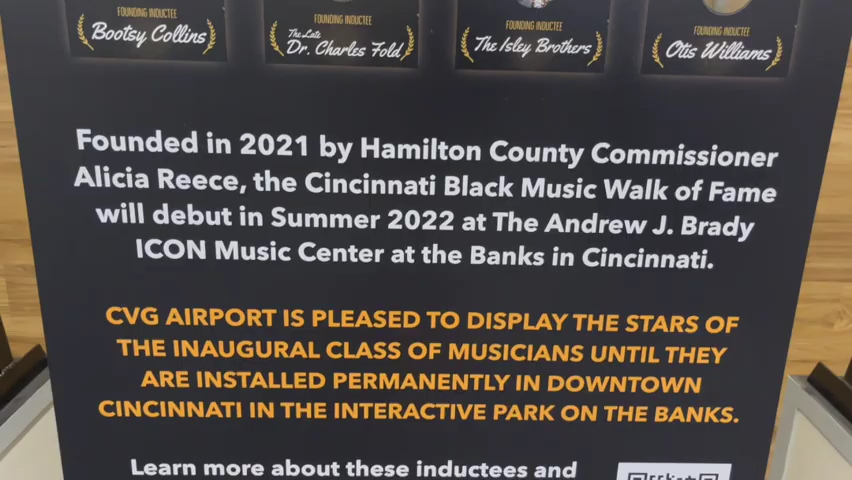 FOUNDING INDUCTEE
Bootsy Collins
FOUNDING INDUCTEE
The Late
Dr. Charles Fold
FOUNDING INDUCTEE
The Isley Brothers
FOUNDING INDUCTEE
Otis Williams
Founded in 2021 by Hamilton County Commissioner
Alicia Reece, the Cincinnati Black Music Walk of Fame
will debut in Summer 2022 at The Andrew J. Brady
ICON Music Center at the Banks in Cincinnati.
CVG AIRPORT IS PLEASED TO DISPLAY THE STARS OF
THE INAUGURAL CLASS OF MUSICIANS UNTIL THEY
ARE INSTALLED PERMANENTLY IN DOWNTOWN
CINCINNATI IN THE INTERACTIVE PARK ON THE BANKS.
Learn more about these inductees and